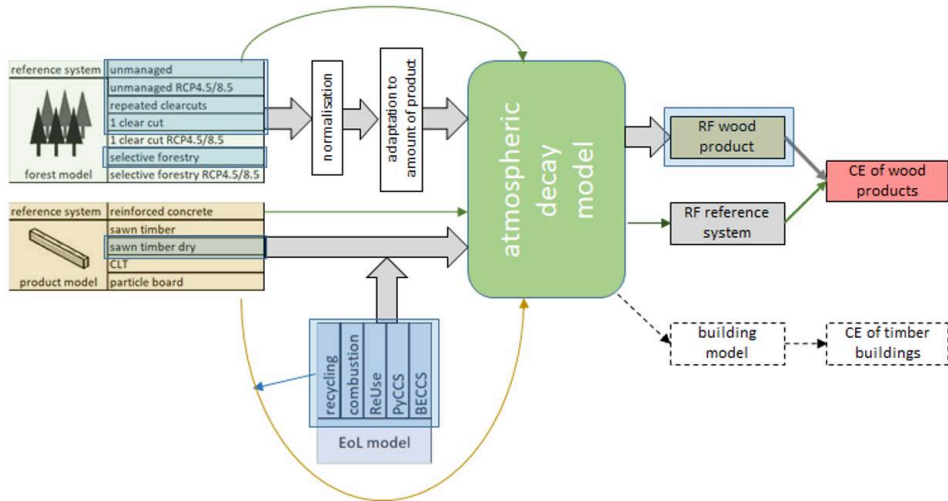 reference system
unmanaged
unmanaged RCP4.5/8.5
repeated clearcuts
1 clear cut
1 clear cut RCP4.5/8.5
selective forestry
forest model
selective forestry RCP4.5/8.5
normalisation
adaptation to
amount of product
atmospheric
decay
model
RF wood
product
CE of wood
products
RF reference
system
reference system
reinforced concrete
sawn timber
sawn timber dry
CLT
product model
particle board
building
model
CE of timber
buildings
recycling
combustion
ReUse
PyCCS
BECCS
EoL model